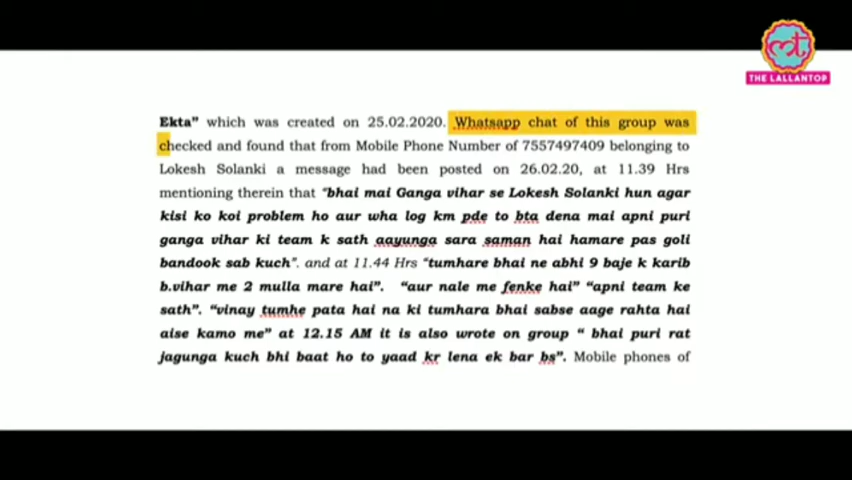 मत
THE LALLANTOP
Ekta" which was created on 25.02.2020. Whatsapp chat of this group was
checked and found that from Mobile Phone Number of 7557497409 belonging to
Lokesh Solanki a message had been posted on 26.02.20, at 11.39 Hrs
mentioning therein that "bhai mai Ganga vihar se Lokesh Solanki hun agar
kisi ko koi problem ho aur wha log km pde to bta dena mai apni puri
ganga vihar ki team k sath aayunga sara saman hai hamare pas goli
bandook sab kuch". and at 11.44 Hrs "tumhare bhai ne abhi 9 baje k karib
b.vihar me 2 mulla mare hai". "aur nale me fenke hai" "apni team ke
sath". "vinay tumhe pata hai na ki tumhara bhai sabse aage rahta hai
aise kamo me" at 12.15 AM it is also wrote on group " bhai puri rat
jagunga kuch bhi baat ho to yaad kr lena ek bar bs". Mobile phones of